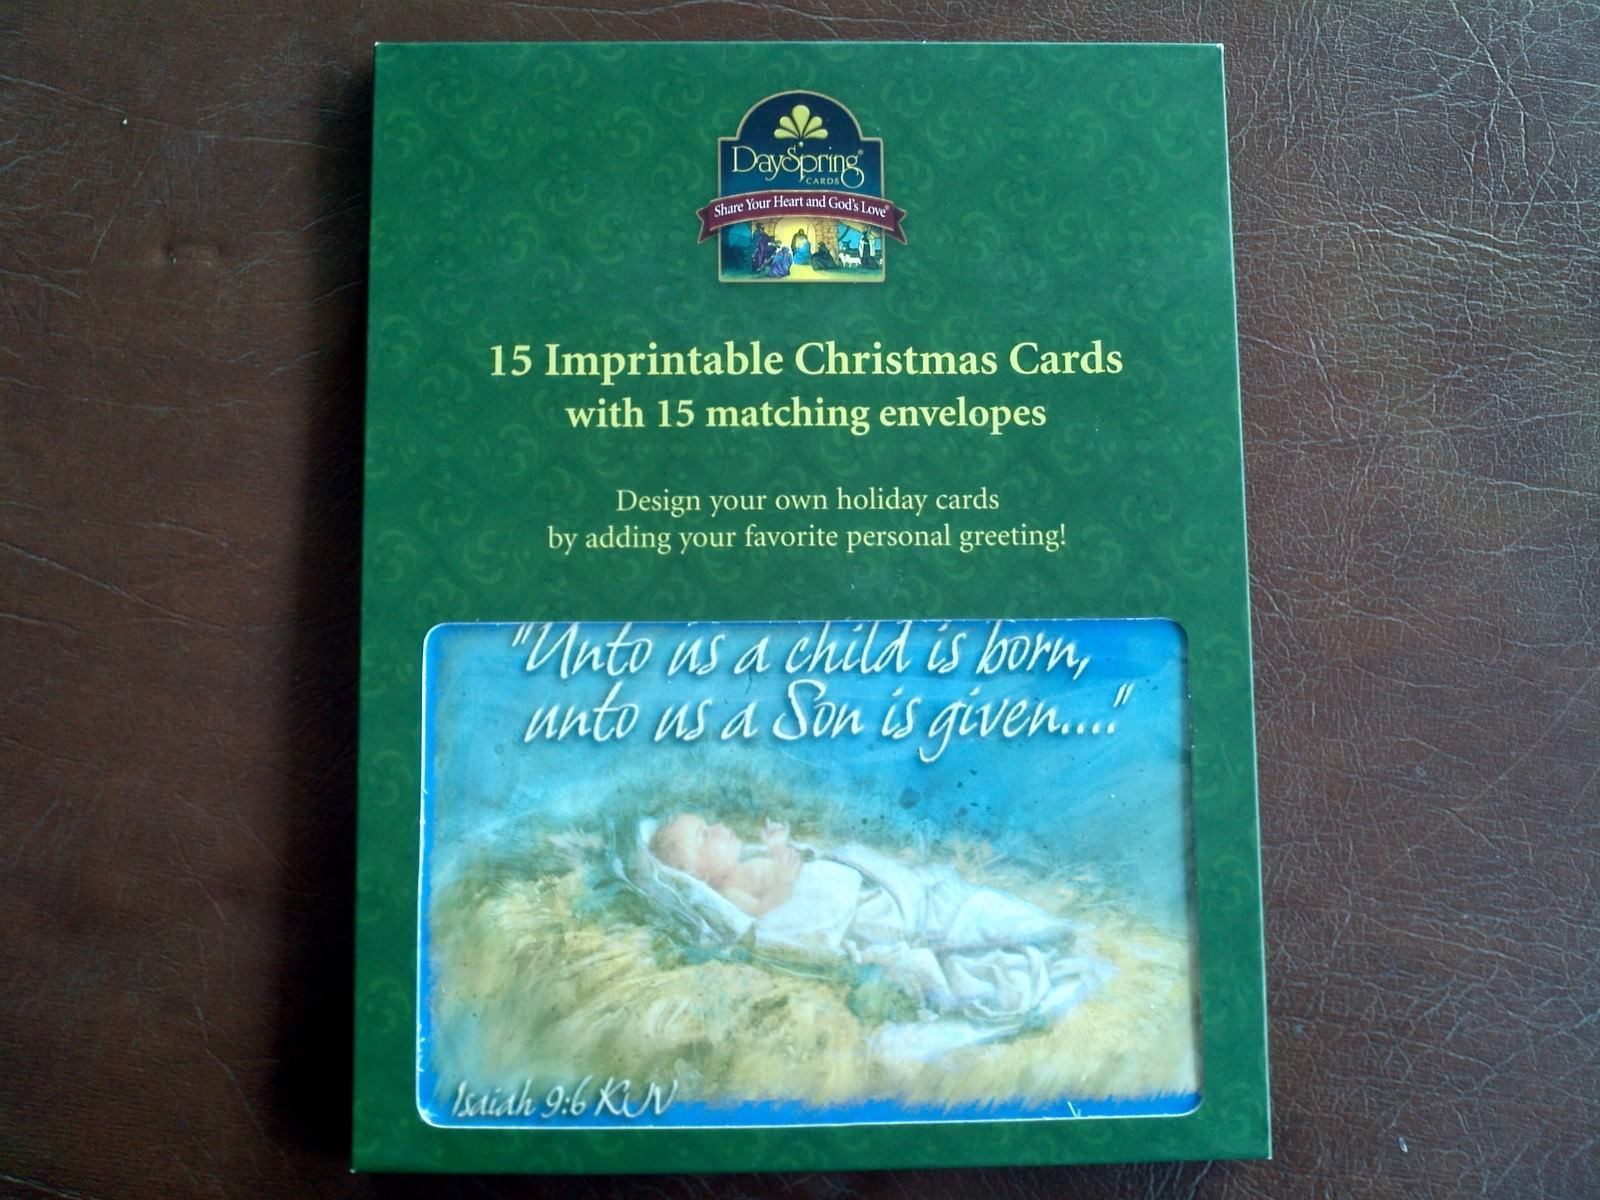 DaySpring®
CARDS
Share Your Heart and God's Love®
15 Imprintable Christmas Cards
with 15 matching envelopes
Design your own holiday cards
by adding your favorite personal greeting!
"Unto us a child is born,
unto us a Son is given...."
Isaiah 9:6 KJV